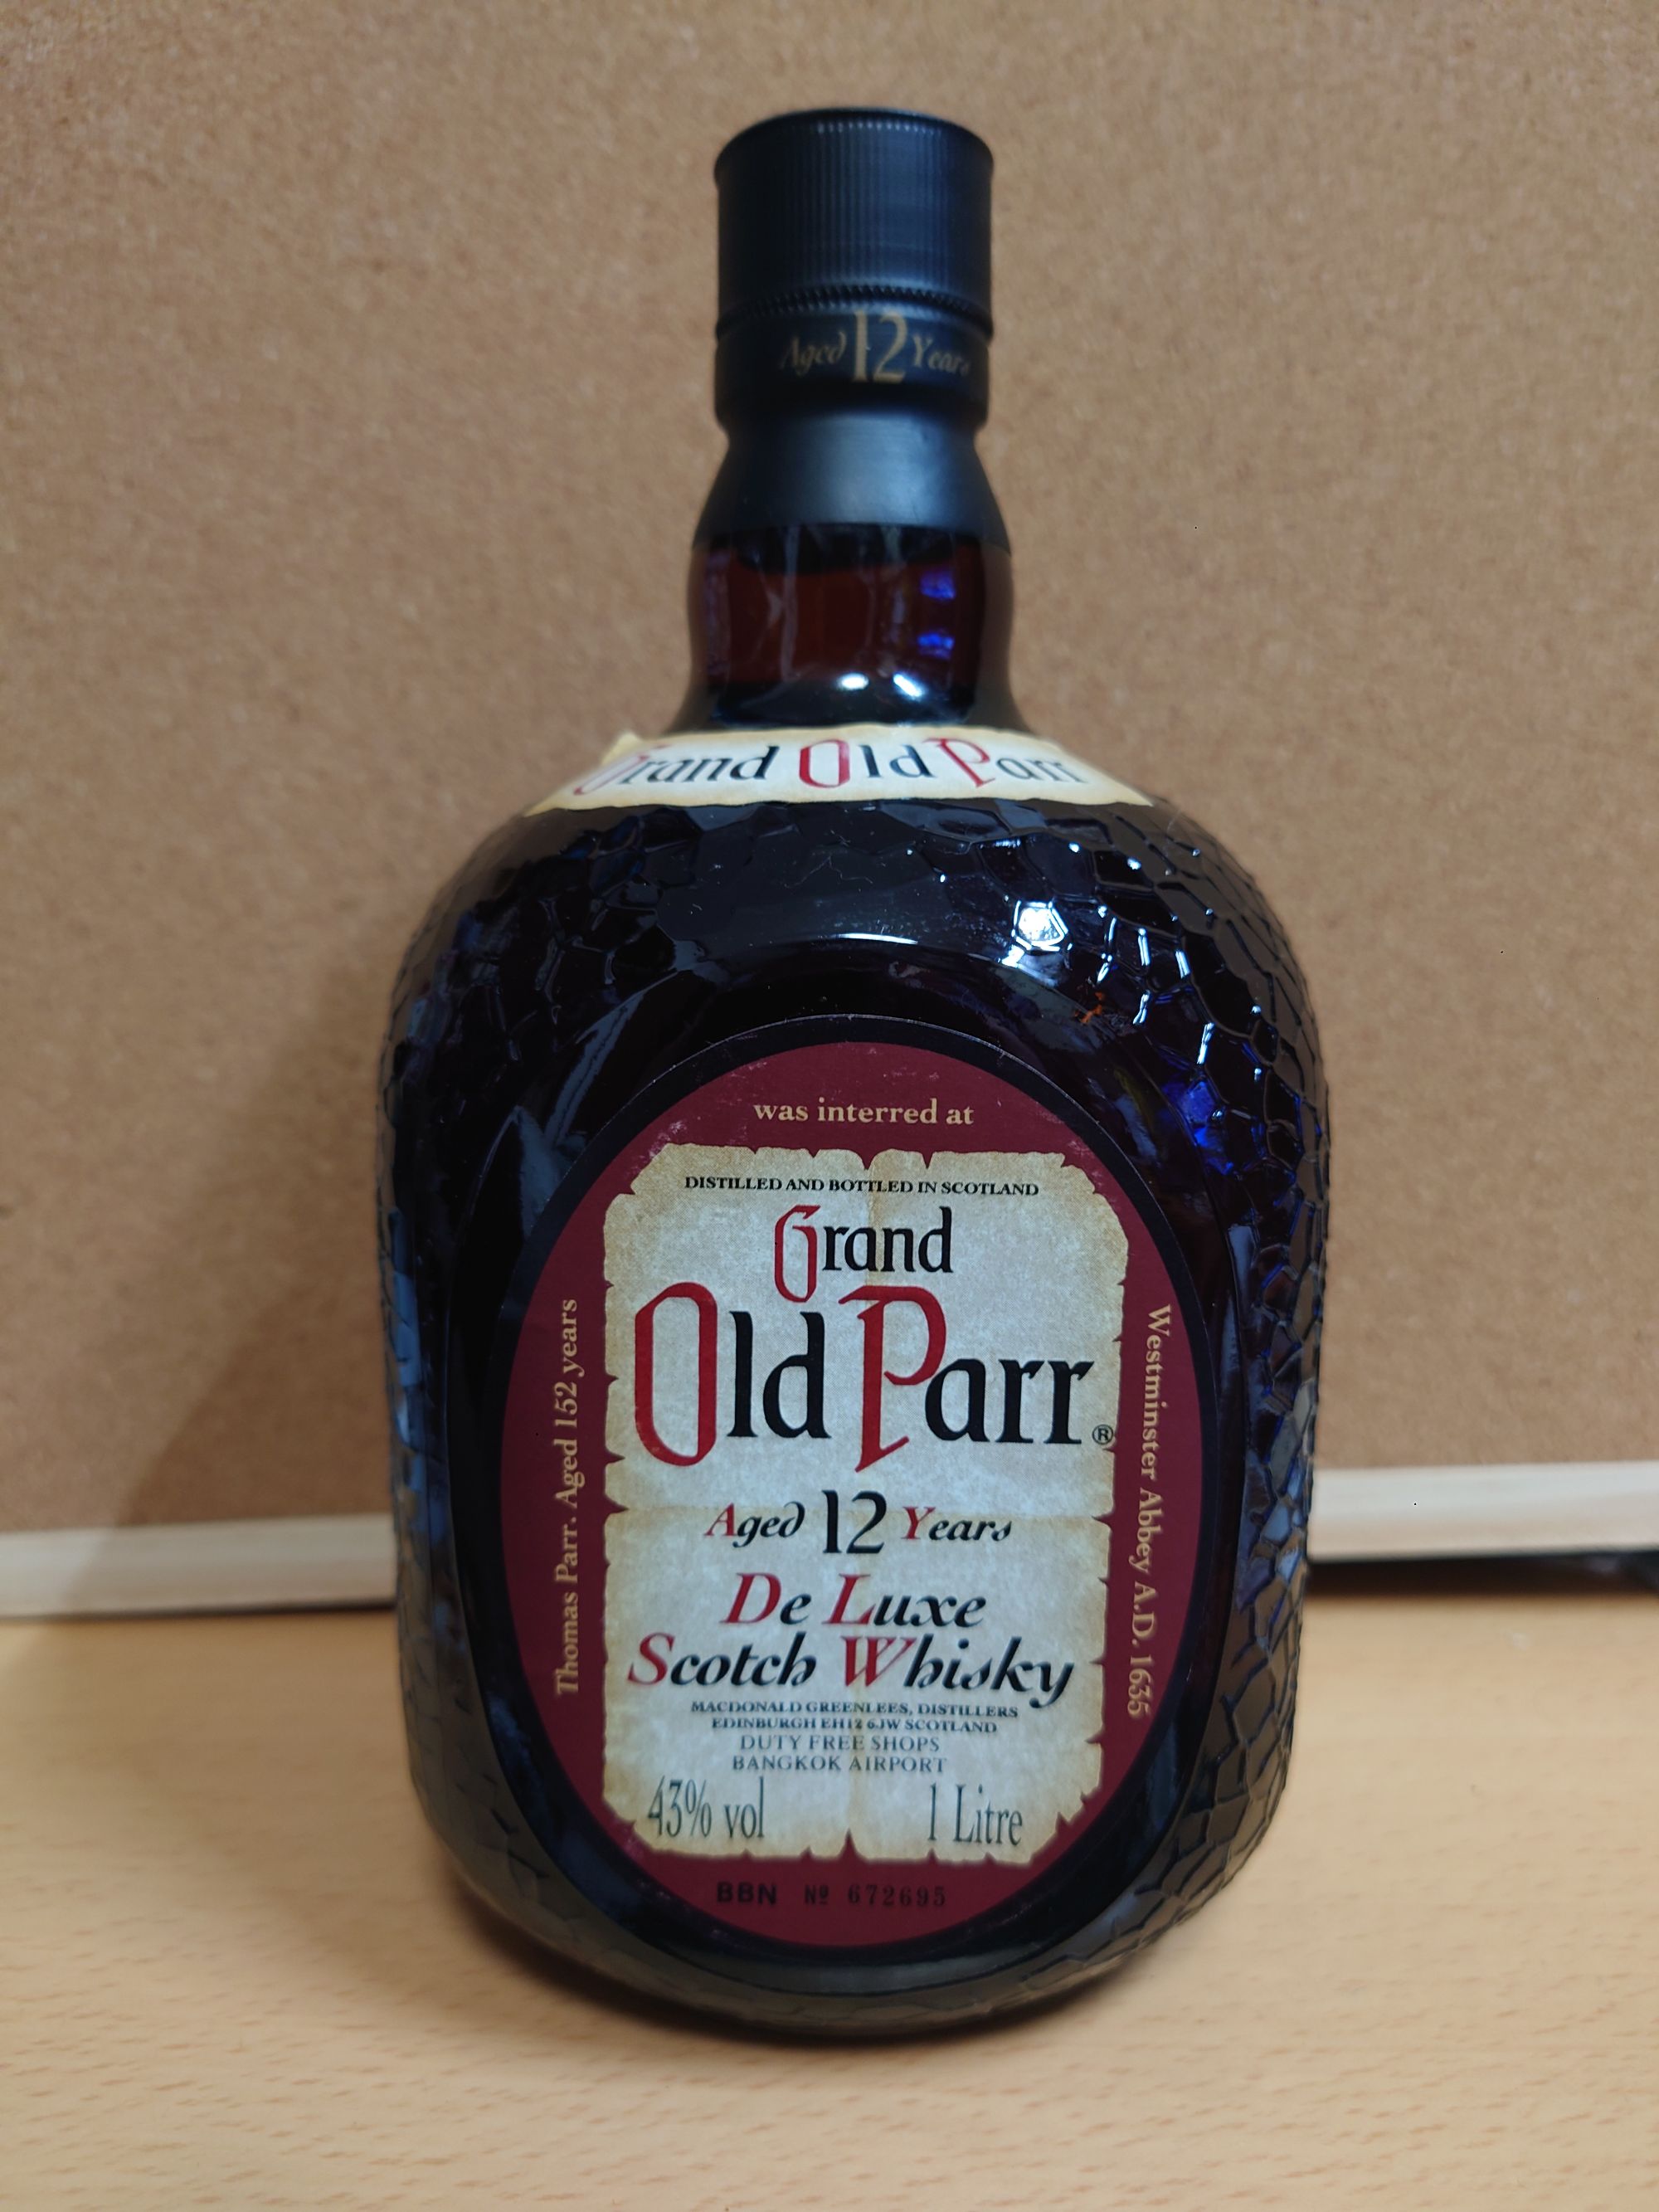 Aged 12 Years
Grand Old Parr
was interred at
DISTILLED AND BOTTLED IN SCOTLAND
Grand
Old Parr®
Thomas Parr. Aged 152 years
Westminster Abbey A.D. 1635
Aged 12 Years
De Luxe
Scotch Whisky
MACDONALD GREENLEES, DISTILLERS
EDINBURGH EH12 6JW SCOTLAND
DUTY FREE SHOPS
BANGKOK AIRPORT
43% vol 1 Litre
BBN Nº 672695